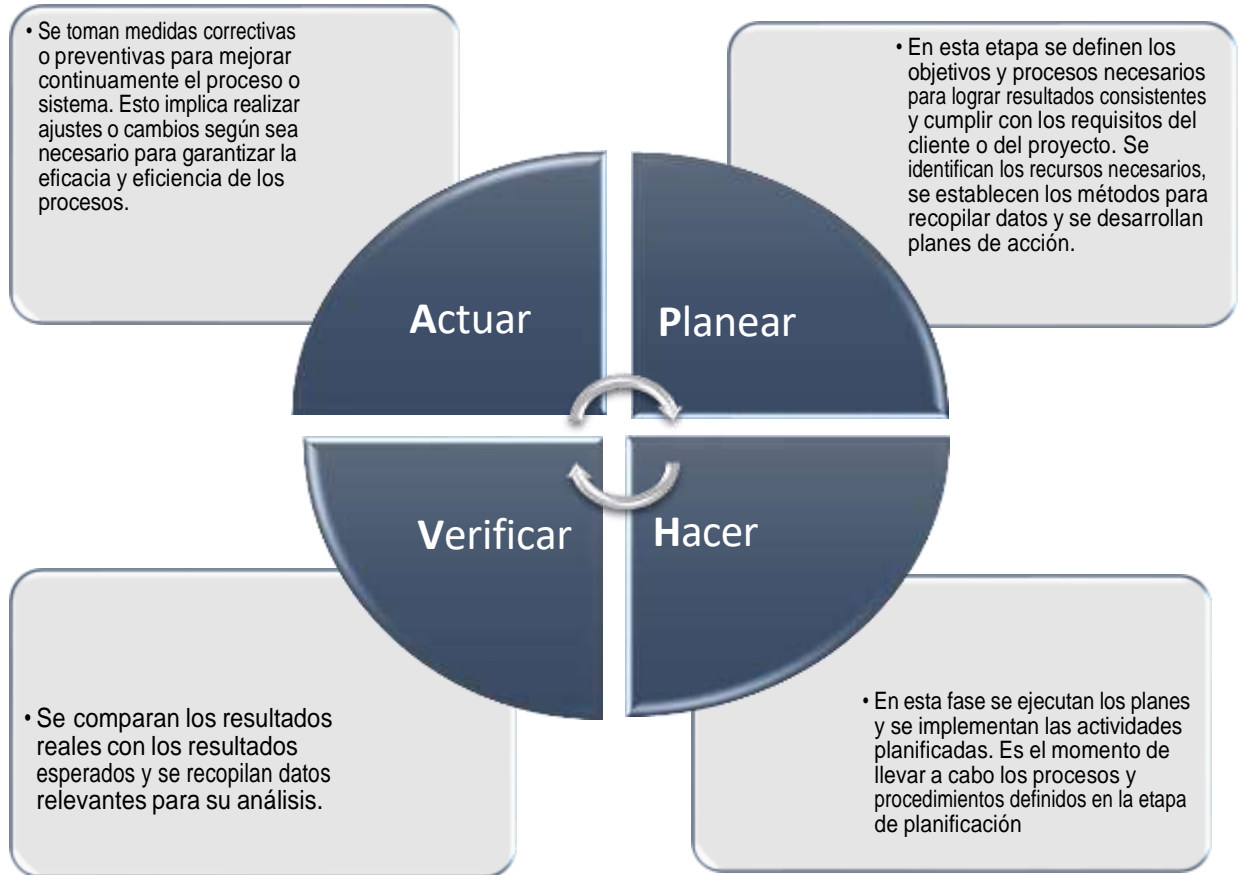 • Se toman medidas correctivas
o preventivas para mejorar
continuamente el proceso o
sistema. Esto implica realizar
ajustes o cambios según sea
necesario para garantizar la
eficacia y eficiencia de los
procesos.
• En esta etapa se definen los
objetivos y procesos necesarios
para lograr resultados consistentes
y cumplir con los requisitos del
cliente o del proyecto. Se
identifican los recursos necesarios,
se establecen los métodos para
recopilar datos y se desarrollan
planes de acción.
Actuar
Planear
Verificar
Hacer
• Se comparan los resultados
reales con los resultados
esperados y se recopilan datos
relevantes para su análisis.
• En esta fase se ejecutan los planes
y se implementan las actividades
planificadas. Es el momento de
llevar a cabo los procesos y
procedimientos definidos en la etapa
de planificación